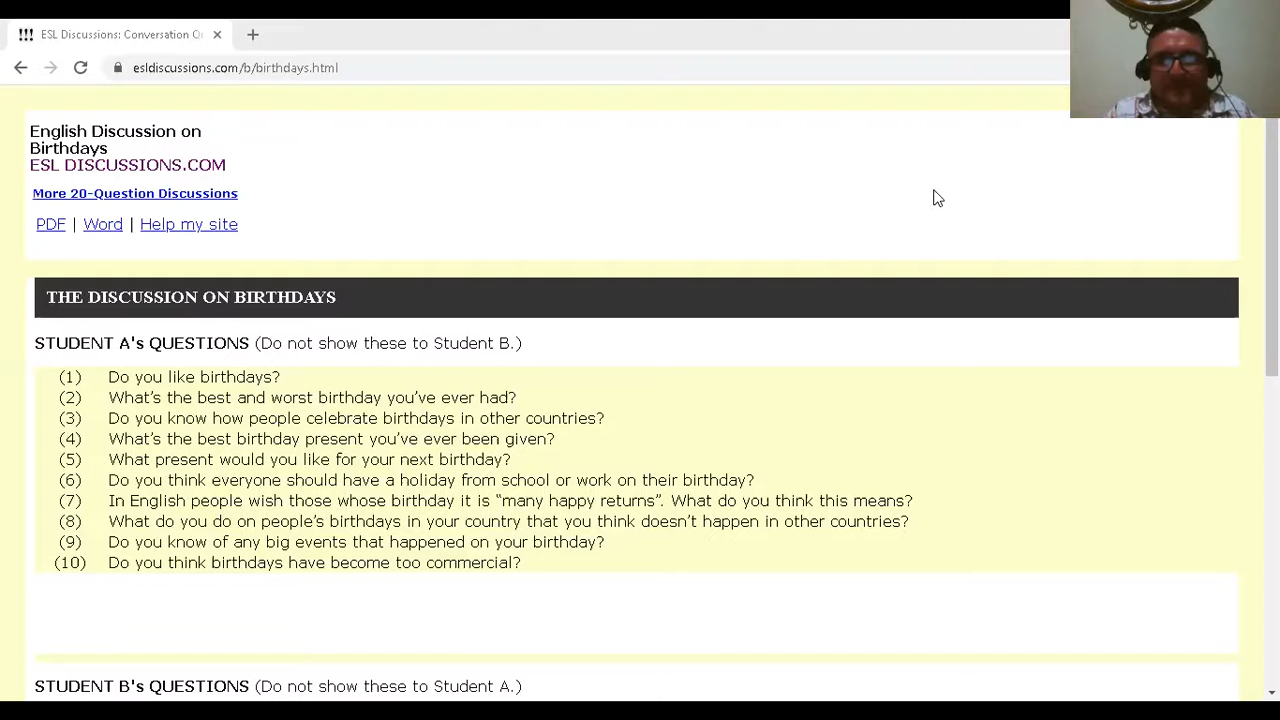 ESL Discussions: Conversation Q
esldiscussions.com/b/birthdays.html
English Discussion on
Birthdays
ESL DISCUSSIONS.COM
More 20-Question Discussions
PDF | Word | Help my site
THE DISCUSSION ON BIRTHDAYS
STUDENT A's QUESTIONS (Do not show these to Student B.)
(1) Do you like birthdays?
(2) What’s the best and worst birthday you’ve ever had?
(3) Do you know how people celebrate birthdays in other countries?
(4) What’s the best birthday present you’ve ever been given?
(5) What present would you like for your next birthday?
(6) Do you think everyone should have a holiday from school or work on their birthday?
(7) In English people wish those whose birthday it is “many happy returns”. What do you think this means?
(8) What do you do on people’s birthdays in your country that you think doesn’t happen in other countries?
(9) Do you know of any big events that happened on your birthday?
(10) Do you think birthdays have become too commercial?
STUDENT B's QUESTIONS (Do not show these to Student A.)